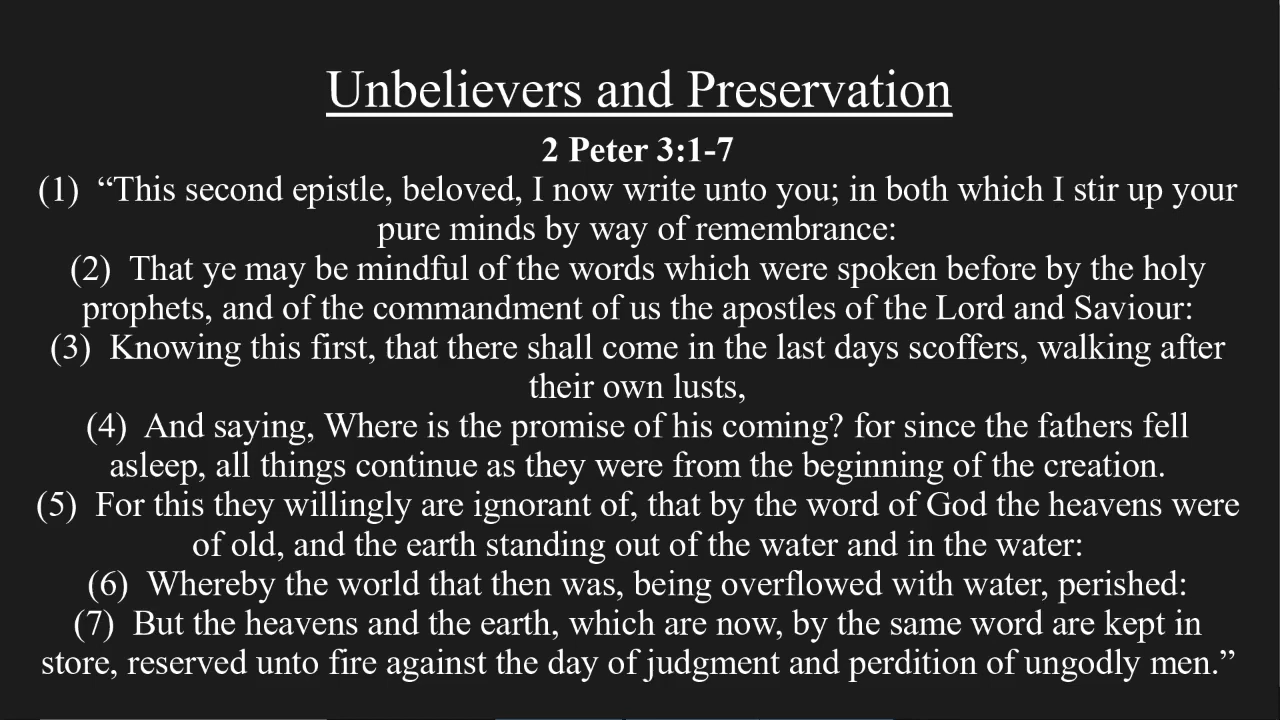 Unbelievers and Preservation
2 Peter 3:1-7
(1) “This second epistle, beloved, I now write unto you; in both which I stir up your
pure minds by way of remembrance:
(2) That ye may be mindful of the words which were spoken before by the holy
prophets, and of the commandment of us the apostles of the Lord and Saviour:
(3) Knowing this first, that there shall come in the last days scoffers, walking after
their own lusts,
(4) And saying, Where is the promise of his coming? for since the fathers fell
asleep, all things continue as they were from the beginning of the creation.
(5) For this they willingly are ignorant of, that by the word of God the heavens were
of old, and the earth standing out of the water and in the water:
(6) Whereby the world that then was, being overflowed with water, perished:
(7) But the heavens and the earth, which are now, by the same word are kept in
store, reserved unto fire against the day of judgment and perdition of ungodly men.”